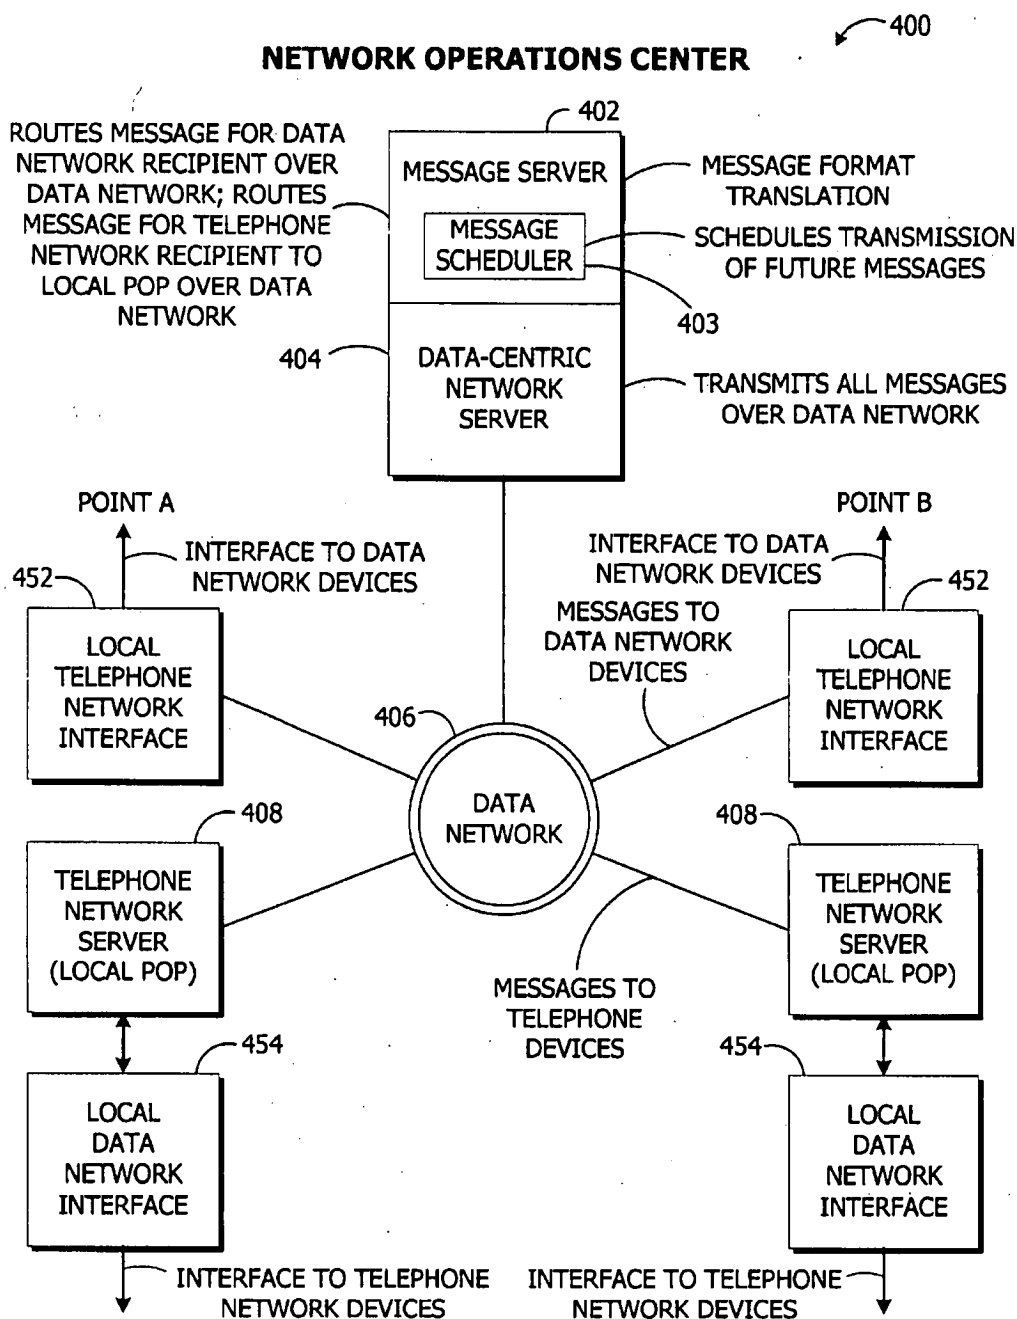 400
NETWORK OPERATIONS CENTER
402
ROUTES MESSAGE FOR DATA
NETWORK RECIPIENT OVER
DATA NETWORK; ROUTES
MESSAGE FOR TELEPHONE
NETWORK RECIPIENT TO
LOCAL POP OVER DATA
NETWORK
MESSAGE SERVER
MESSAGE
SCHEDULER
MESSAGE FORMAT
TRANSLATION
SCHEDULES TRANSMISSION
OF FUTURE MESSAGES
403
404
DATA-CENTRIC
NETWORK
SERVER
TRANSMITS ALL MESSAGES
OVER DATA NETWORK
POINT A
INTERFACE TO DATA
NETWORK DEVICES
452
LOCAL
TELEPHONE
NETWORK
INTERFACE
POINT B
INTERFACE TO DATA
NETWORK DEVICES
452
MESSAGES TO
DATA NETWORK
DEVICES
LOCAL
TELEPHONE
NETWORK
INTERFACE
406
DATA
NETWORK
408
TELEPHONE
NETWORK
SERVER
(LOCAL POP)
408
TELEPHONE
NETWORK
SERVER
(LOCAL POP)
MESSAGES TO
TELEPHONE
DEVICES
454
LOCAL
DATA
NETWORK
INTERFACE
454
LOCAL
DATA
NETWORK
INTERFACE
INTERFACE TO TELEPHONE
NETWORK DEVICES
INTERFACE TO TELEPHONE
NETWORK DEVICES